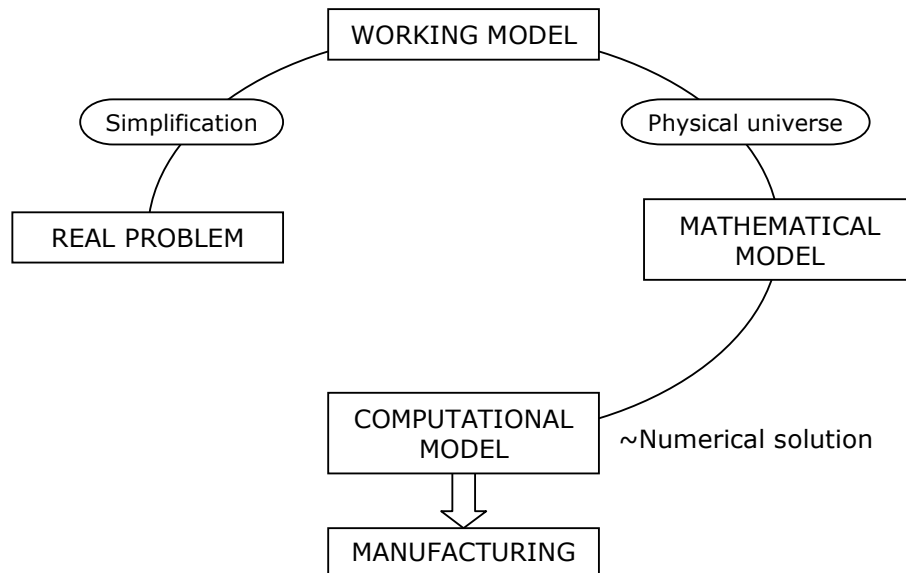 WORKING MODEL
Simplification
Physical universe
REAL PROBLEM
MATHEMATICAL
MODEL
COMPUTATIONAL
MODEL
~Numerical solution
MANUFACTURING